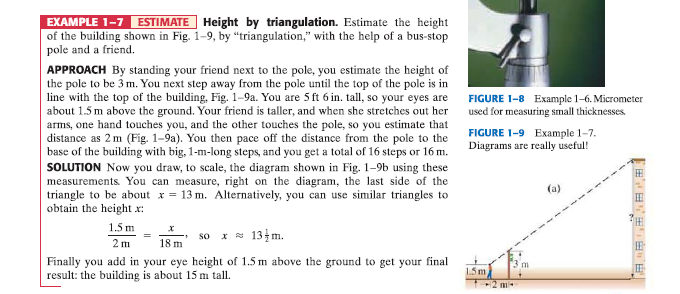 EXAMPLE 1–7 ESTIMATE Height by triangulation. Estimate the height
of the building shown in Fig. 1–9, by “triangulation,” with the help of a bus-stop
pole and a friend.
APPROACH By standing your friend next to the pole, you estimate the height of
the pole to be 3 m. You next step away from the pole until the top of the pole is in
line with the top of the building, Fig. 1–9a. You are 5 ft 6 in. tall, so your eyes are
about 1.5 m above the ground. Your friend is taller, and when she stretches out her
arms, one hand touches you, and the other touches the pole, so you estimate that
distance as 2 m (Fig. 1–9a). You then pace off the distance from the pole to the
base of the building with big, 1-m-long steps, and you get a total of 16 steps or 16 m.
SOLUTION Now you draw, to scale, the diagram shown in Fig. 1–9b using these
measurements. You can measure, right on the diagram, the last side of the
triangle to be about x = 13 m. Alternatively, you can use similar triangles to
obtain the height x:
1.5 m / 2 m = x / 18 m, so x ≈ 13½ m.
Finally you add in your eye height of 1.5 m above the ground to get your final
result: the building is about 15 m tall.
FIGURE 1–8 Example 1–6. Micrometer
used for measuring small thicknesses.
FIGURE 1–9 Example 1–7.
Diagrams are really useful!
(a)
?
3 m
1.5 m
2 m